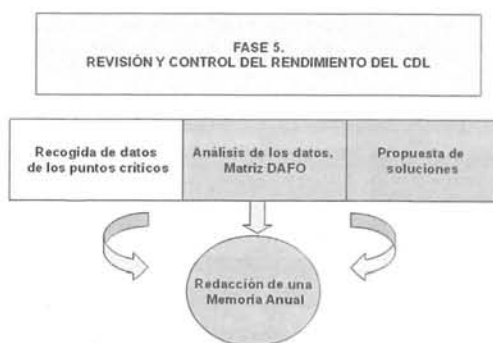 FASE 5.
REVISIÓN Y CONTROL DEL RENDIMIENTO DEL CDL
Recogida de datos
de los puntos críticos
Análisis de los datos.
Matriz DAFO
Propuesta de
soluciones
Redacción de una
Memoria Anual